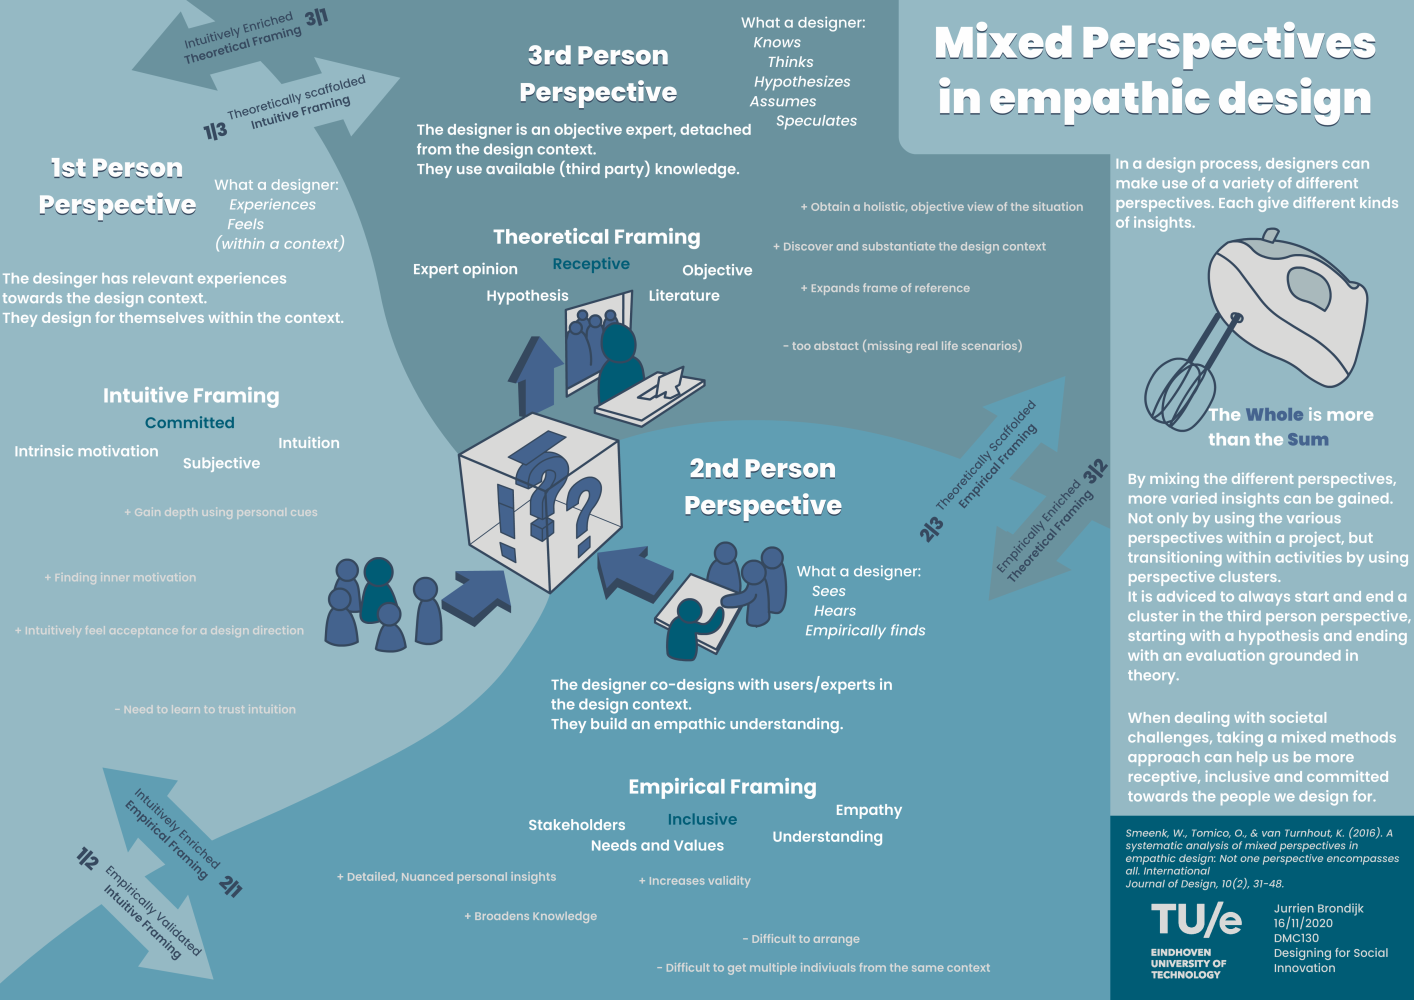 Mixed Perspectives
in empathic design
In a design process, designers can
make use of a variety of different
perspectives. Each give different kinds
of insights.
The Whole is more
than the Sum
By mixing the different perspectives,
more varied insights can be gained.
Not only by using the various
perspectives within a project, but
transitioning within activities by using
perspective clusters.
It is adviced to always start and end a
cluster in the third person perspective,
starting with a hypothesis and ending
with an evaluation grounded in
theory.
When dealing with societal
challenges, taking a mixed methods
approach can help us be more
receptive, inclusive and committed
towards the people we design for.
Smeenk, W., Tomico, O., & van Turnhout, K. (2016). A
systematic analysis of mixed perspectives in
empathic design: Not one perspective encompasses
all. International
Journal of Design, 10(2), 31-48.
TU/e
EINDHOVEN
UNIVERSITY OF
TECHNOLOGY
Jurrien Brondijk
16/11/2020
DMC130
Designing for Social
Innovation
Intuitively Enriched
Theoretical Framing
3|1
1|3
Theoretically scaffolded
Intuitive Framing
1st Person
Perspective
What a designer:
Experiences
Feels
(within a context)
The desinger has relevant experiences
towards the design context.
They design for themselves within the context.
Intuitive Framing
Committed
Intrinsic motivation
Subjective
Intuition
+ Gain depth using personal cues
+ Finding inner motivation
+ Intuitively feel acceptance for a design direction
- Need to learn to trust intuition
3rd Person
Perspective
What a designer:
Knows
Thinks
Hypothesizes
Assumes
Speculates
The designer is an objective expert, detached
from the design context.
They use available (third party) knowledge.
Theoretical Framing
Receptive
Expert opinion
Objective
Hypothesis
Literature
+ Obtain a holistic, objective view of the situation
+ Discover and substantiate the design context
+ Expands frame of reference
- too abstact (missing real life scenarios)
! ? ?
2|3
Theoretically Scaffolded
Empirical Framing
Empirically Enriched
Theoretical Framing
3|2
2nd Person
Perspective
What a designer:
Sees
Hears
Empirically finds
The designer co-designs with users/experts in
the design context.
They build an empathic understanding.
Empirical Framing
Inclusive
Empathy
Stakeholders
Understanding
Needs and Values
+ Detailed, Nuanced personal insights
+ Increases validity
+ Broadens Knowledge
- Difficult to arrange
- Difficult to get multiple indiviuals from the same context
Intuitively Enriched
Empirical Framing
2|1
1|2
Empirically Validated
Intuitive Framing